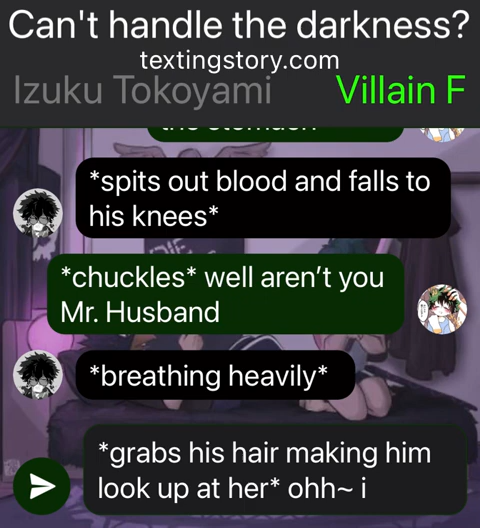 Can't handle the darkness?
textingstory.com
Izuku Tokoyami
Villain F
*spits out blood and falls to
his knees*
*chuckles* well aren’t you
Mr. Husband
*breathing heavily*
*grabs his hair making him
look up at her* ohh~ i